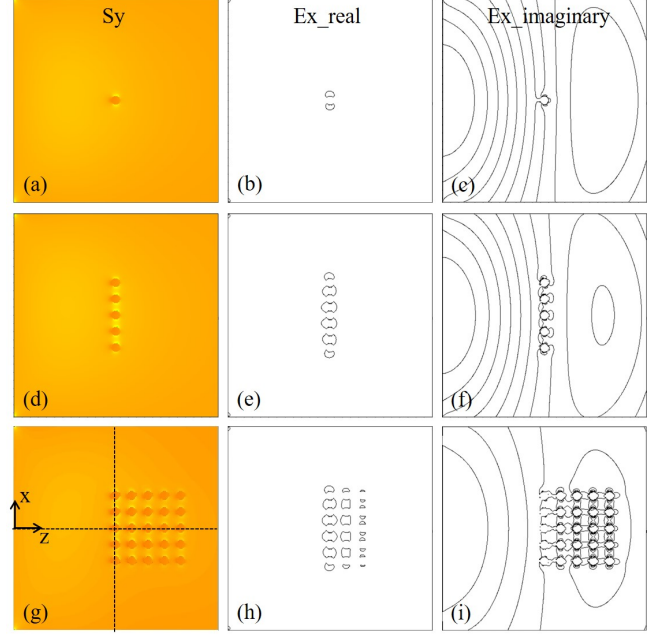 Sy Ex_real Ex_imaginary
(a) (b) (c)
(d) (e) (f)
x
z
(g) (h) (i)